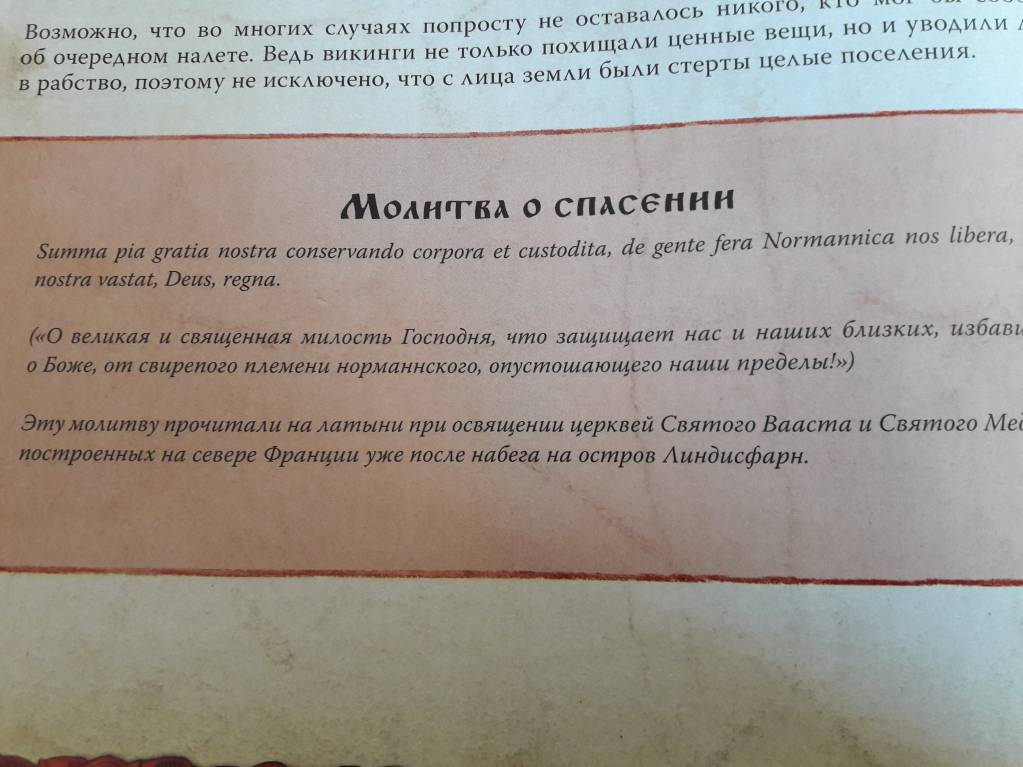 Возможно, что во многих случаях попросту не оставалось никого, кто мог бы
об очередном налете. Ведь викинги не только похищали ценные вещи, но и уводили
в рабство, поэтому не исключено, что с лица земли были стерты целые поселения.
Молитва о спасении
Summa pia gratia nostra conservando corpora et custodita, de gente fera Normannica nos libera,
nostra vastat, Deus, regna.
(«О великая и священная милость Господня, что защищает нас и наших близких,
о Боже, от свирепого племени норманнского, опустошающего наши пределы!»)
Эту молитву прочитали на латыни при освящении церквей Святого Вааста и Святого
построенных на севере Франции уже после набега на остров Линдисфарн.